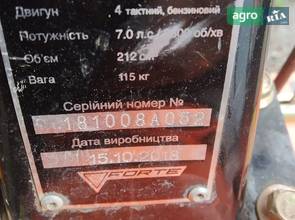 agro RIA
Двигун 4 тактний, бензиновий
Потужність 7.0 л.с/
Об'єм 212 см
Вага 115 кг
Серійний номер №
181008A052
Дата виробництва
15.10.2018
FORTE